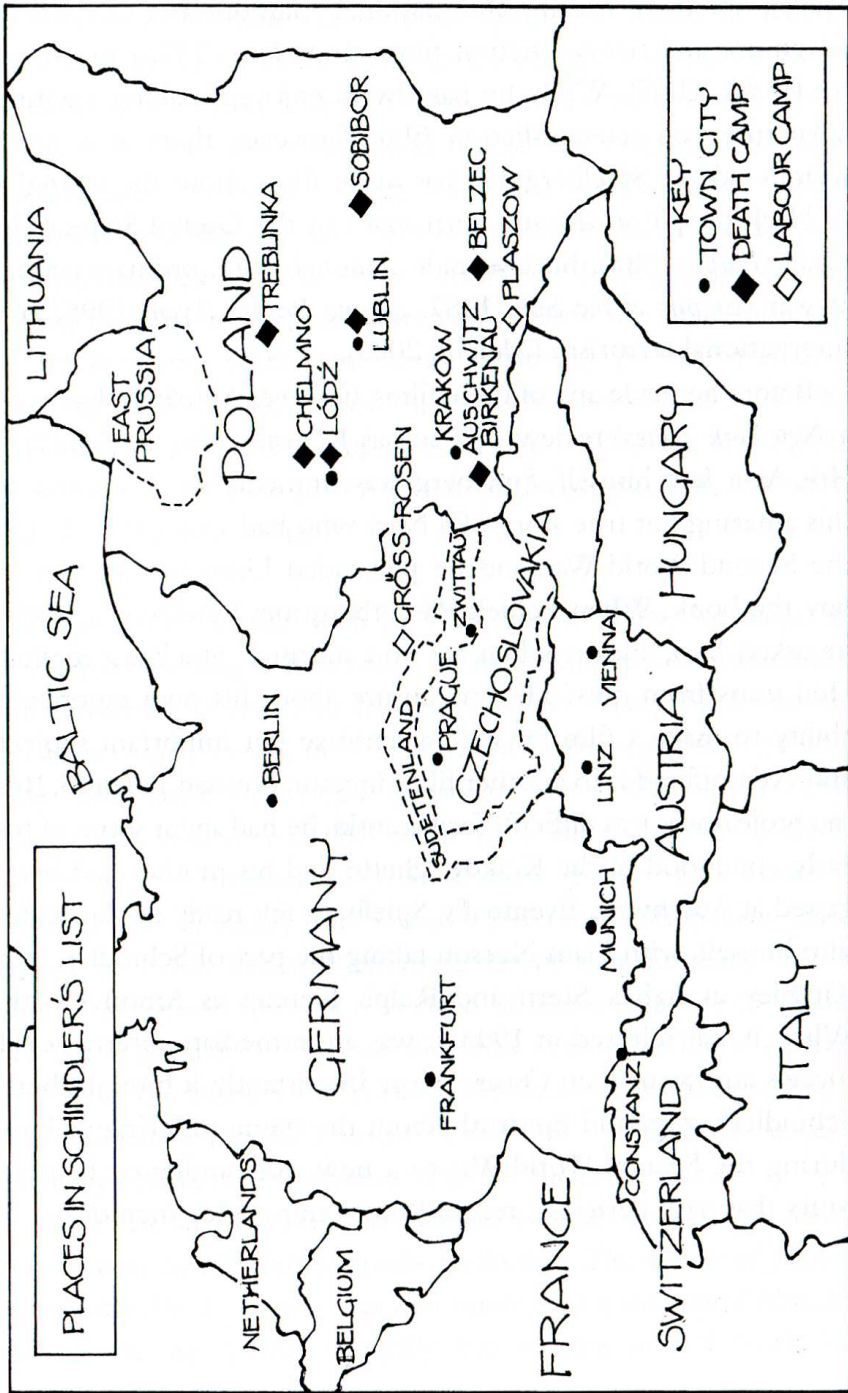 PLACES IN SCHINDLER'S LIST
BALTIC SEA
LITHUANIA
EAST
PRUSSIA
NETHERLANDS
BELGIUM
GERMANY
BERLIN
POLAND
TREBLINKA
CHELMNO
LÓDŹ
SOBIBOR
LUBLIN
FRANKFURT
GRÖSS-ROSEN
SUDETENLAND
PRAGUE
ZWITTAU
CZECHOSLOVAKIA
KRAKOW
AUSCHWITZ
BIRKENAU
BELZEC
PLASZOV
FRANCE
MUNICH
LINZ
VIENNA
CONSTANZ
SWITZERLAND
AUSTRIA
HUNGARY
ITALY
KEY
TOWN CITY
DEATH CAMP
LABOUR CAMP